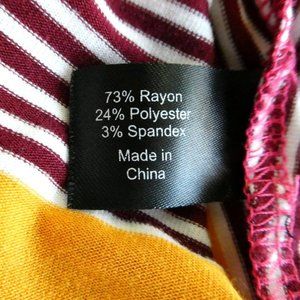 73% Rayon
24% Polyester
3% Spandex
Made in
China